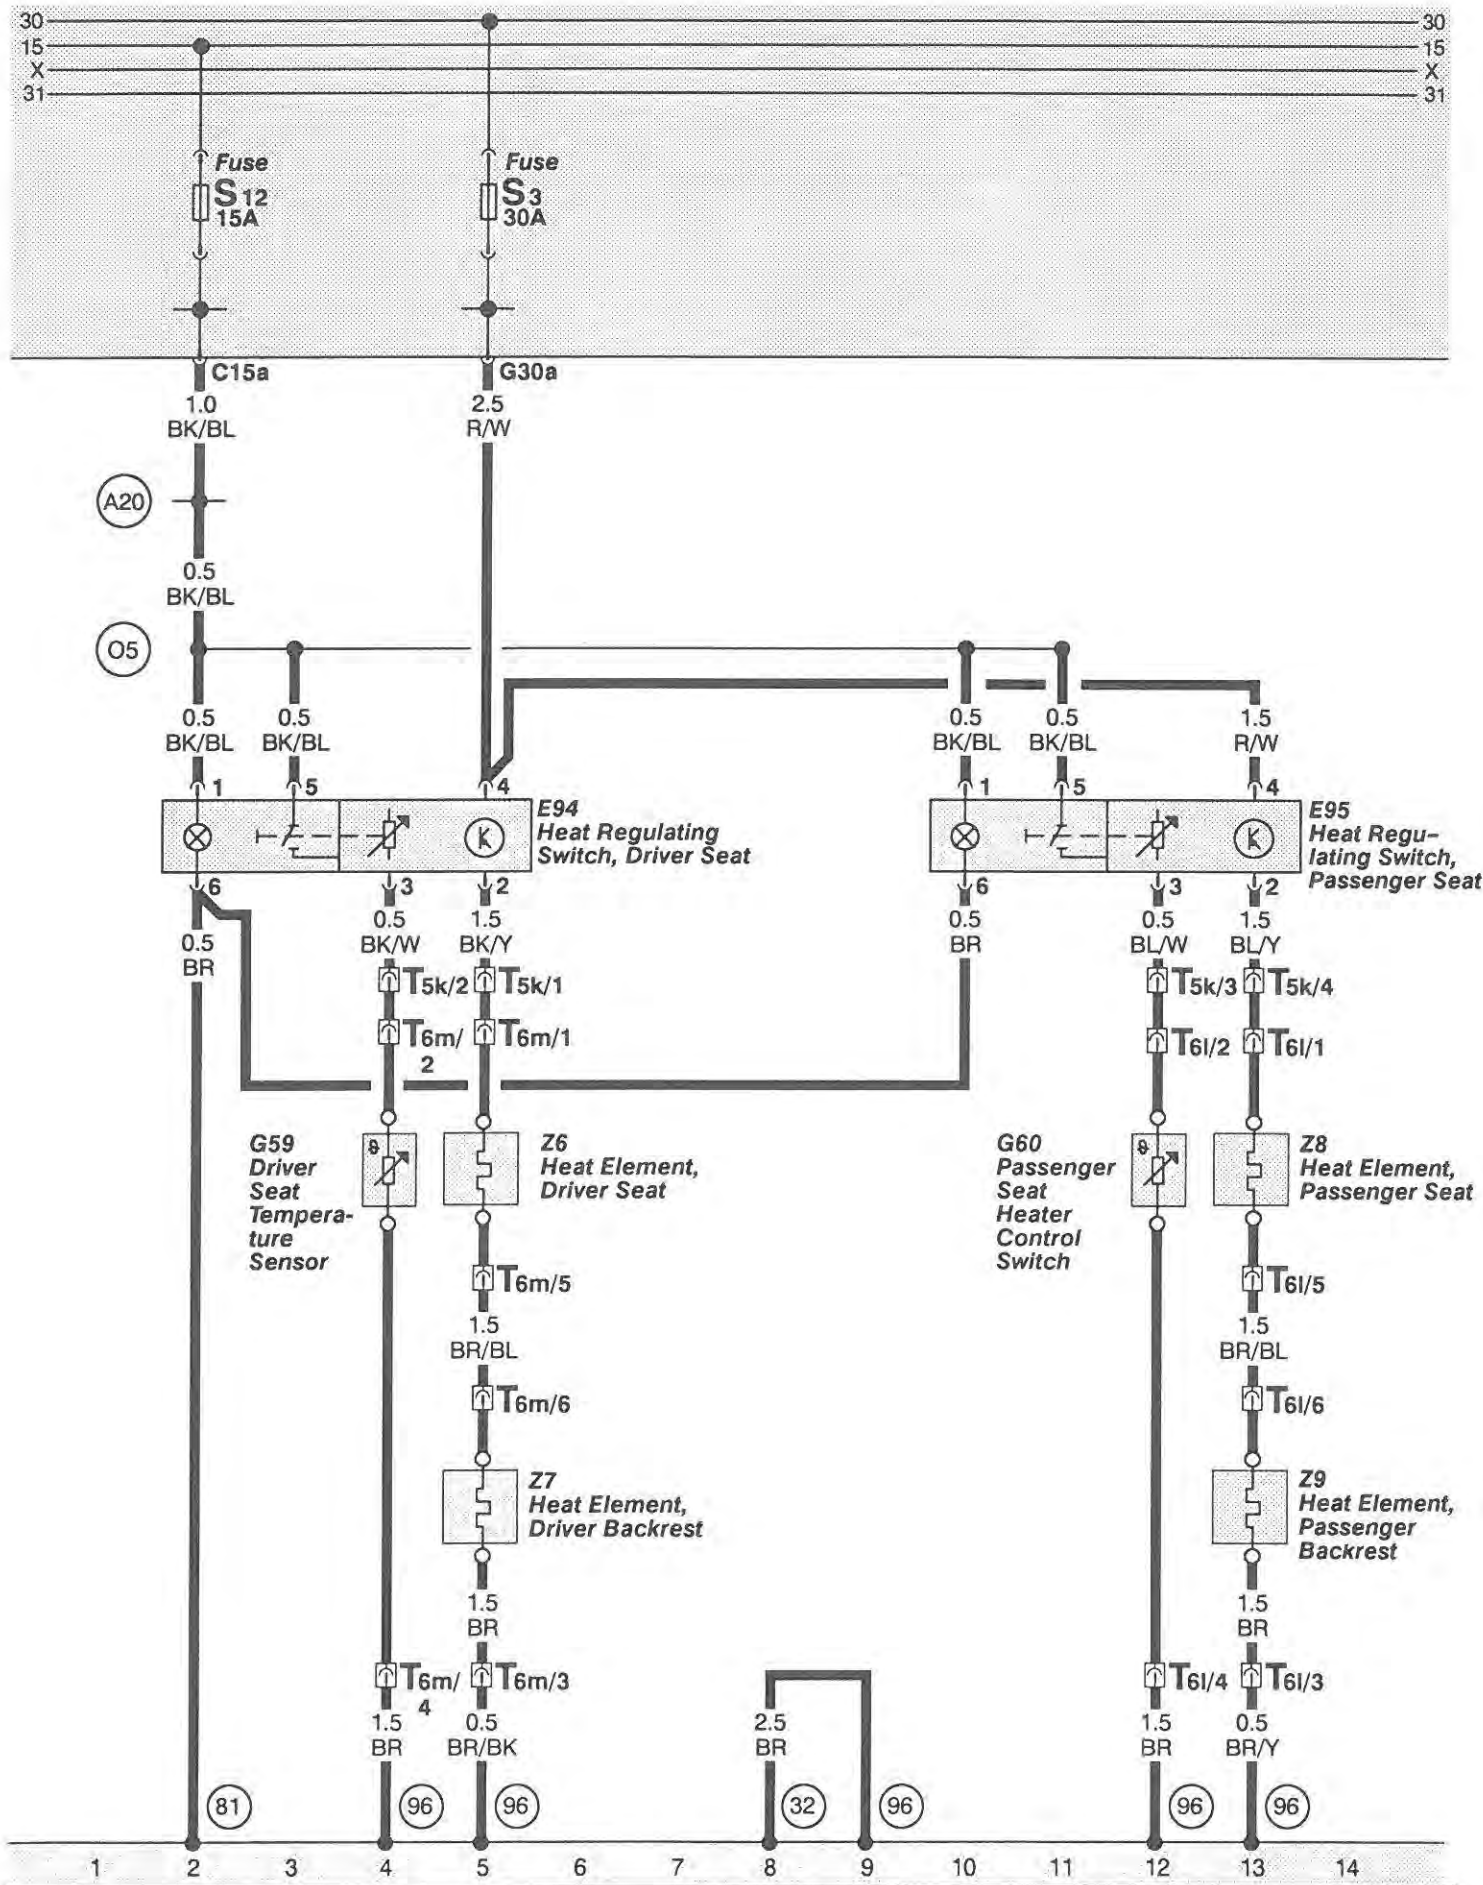 30 30
15 15
X X
31 31
Fuse Fuse
S12 S3
15A 30A
C15a G30a
1.0 2.5
BK/BL R/W
A20
0.5
BK/BL
O5
0.5 0.5 0.5 0.5 1.5
BK/BL BK/BL BK/BL BK/BL R/W
1 5 4 1 5 4
E94
Heat Regulating
Switch, Driver Seat
E95
Heat Regu-
lating Switch,
Passenger Seat
6 3 2 6 3 2
0.5 0.5 1.5 0.5 0.5 1.5
BR BK/W BK/Y BR BL/W BL/Y
T5k/2 T5k/1 T5k/3 T5k/4
T6m/
2
T6m/1 T6l/2 T6l/1
G59
Driver
Seat
Tempera-
ture
Sensor
Z6
Heat Element,
Driver Seat
G60
Passenger
Seat
Heater
Control
Switch
Z8
Heat Element,
Passenger Seat
T6m/5 T6l/5
1.5 1.5
BR/BL BR/BL
T6m/6 T6l/6
Z7
Heat Element,
Driver Backrest
Z9
Heat Element,
Passenger
Backrest
1.5 1.5
BR BR
T6m/
4
T6m/3 T6l/4 T6l/3
1.5 0.5 2.5 1.5 0.5
BR BR/BK BR BR BR/Y
81 96 96 32 96 96 96
1 2 3 4 5 6 7 8 9 10 11 12 13 14